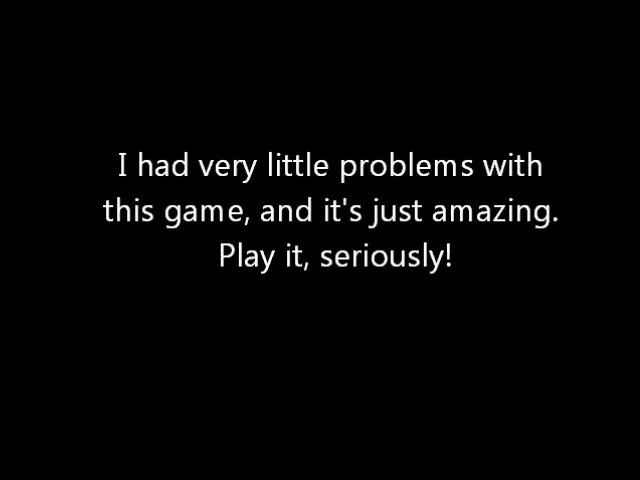 I had very little problems with
this game, and it's just amazing.
Play it, seriously!